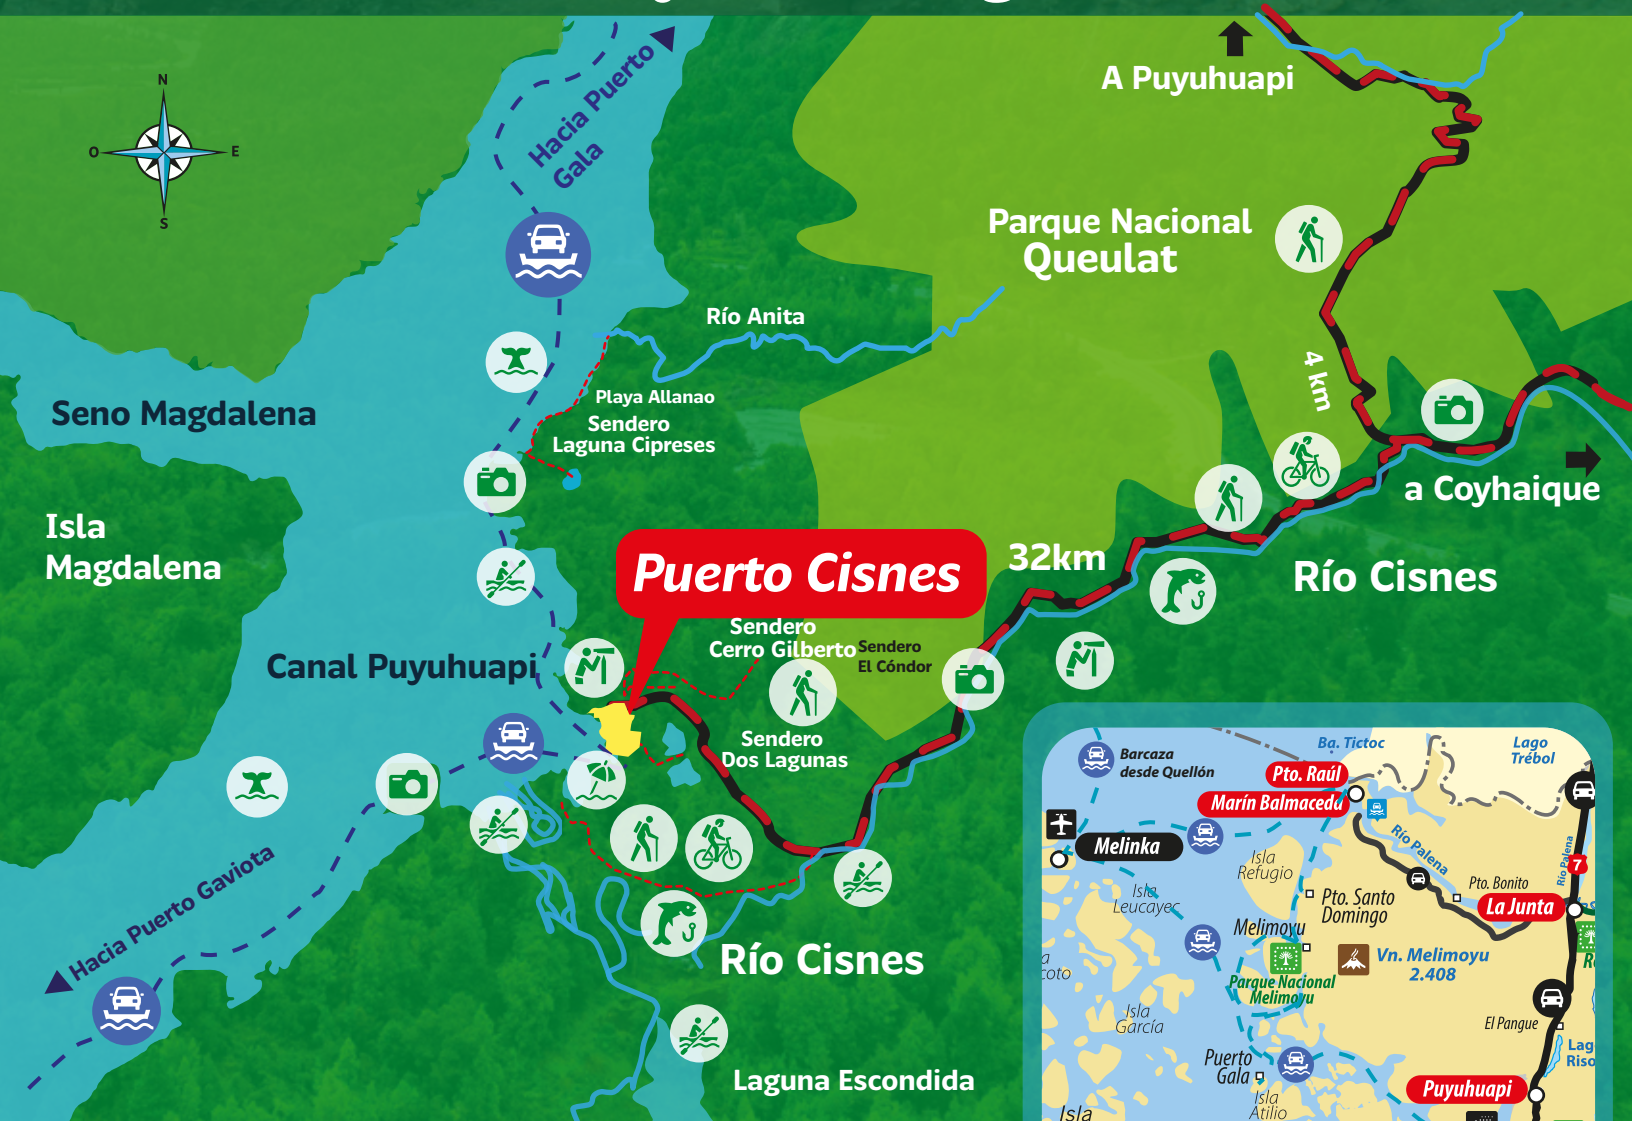 N
O
E
S
Hacia Puerto
Gala
A Puyuhuapi
Parque Nacional
Queulat
Río Anita
4 km
Playa Allanao
Sendero
Laguna Cipreses
Seno Magdalena
a Coyhaique
Isla
Magdalena
Puerto Cisnes
32km
Río Cisnes
Sendero
Cerro Gilberto
Sendero
El Cóndor
Canal Puyuhuapi
Sendero
Dos Lagunas
Hacia Puerto Gaviota
Río Cisnes
Laguna Escondida
Barcaza
desde Quellón
Ba. Tictoc
Lago
Trébol
Pto. Raúl
Marín Balmaceda
Melinka
Río Palena
Río Palena
7
Isla
Refugio
Isla
Leucayec
Pto. Santo
Domingo
Pto. Bonito
La Junta
Melimoyu
Vn. Melimoyu
2.408
Parque Nacional
Melimoyu
Isla
García
El Pangue
Puerto
Gala
Isla
Atilio
Puyuhuapi
Isla